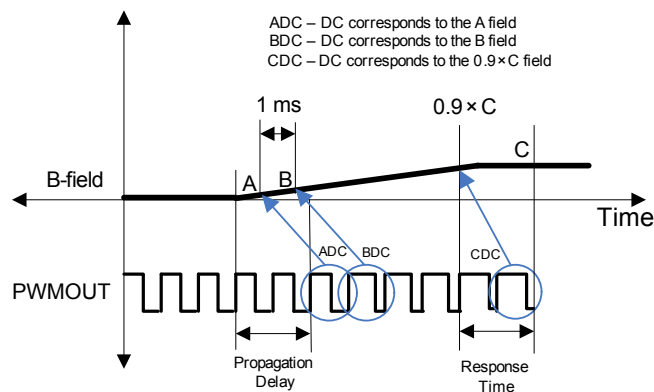 ADC – DC corresponds to the A field
BDC – DC corresponds to the B field
CDC – DC corresponds to the 0.9 × C field
1 ms
0.9 × C
C
B-field
A
B
Time
ADC
BDC
CDC
PWMOUT
Propagation
Delay
Response
Time